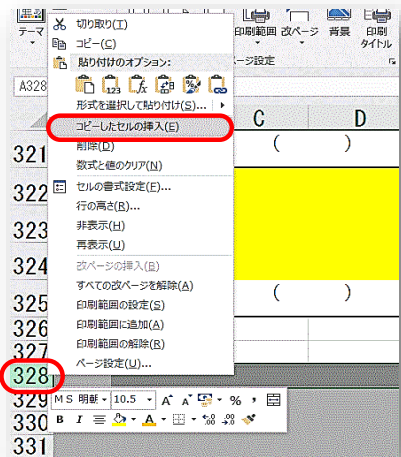 切り取り(T)
コピー(C)
貼り付けのオプション:
123
fx
%
形式を選択して貼り付け(S)...
コピーしたセルの挿入(E)
削除(D)
数式と値のクリア(N)
セルの書式設定(F)...
行の高さ(R)...
非表示(H)
再表示(U)
改ページの挿入(B)
すべての改ページを解除(A)
印刷範囲の設定(S)
印刷範囲に追加(A)
印刷範囲の解除(R)
ページ設定(U)...
テーマ
印刷範囲 改ページ 背景 印刷
タイトル
ージ設定
A328
C D
321 ( )
322
323
324
325 ( )
326
327
328
329
330
331
MS 明朝 10.5 A A % ,
B I A .00 .0